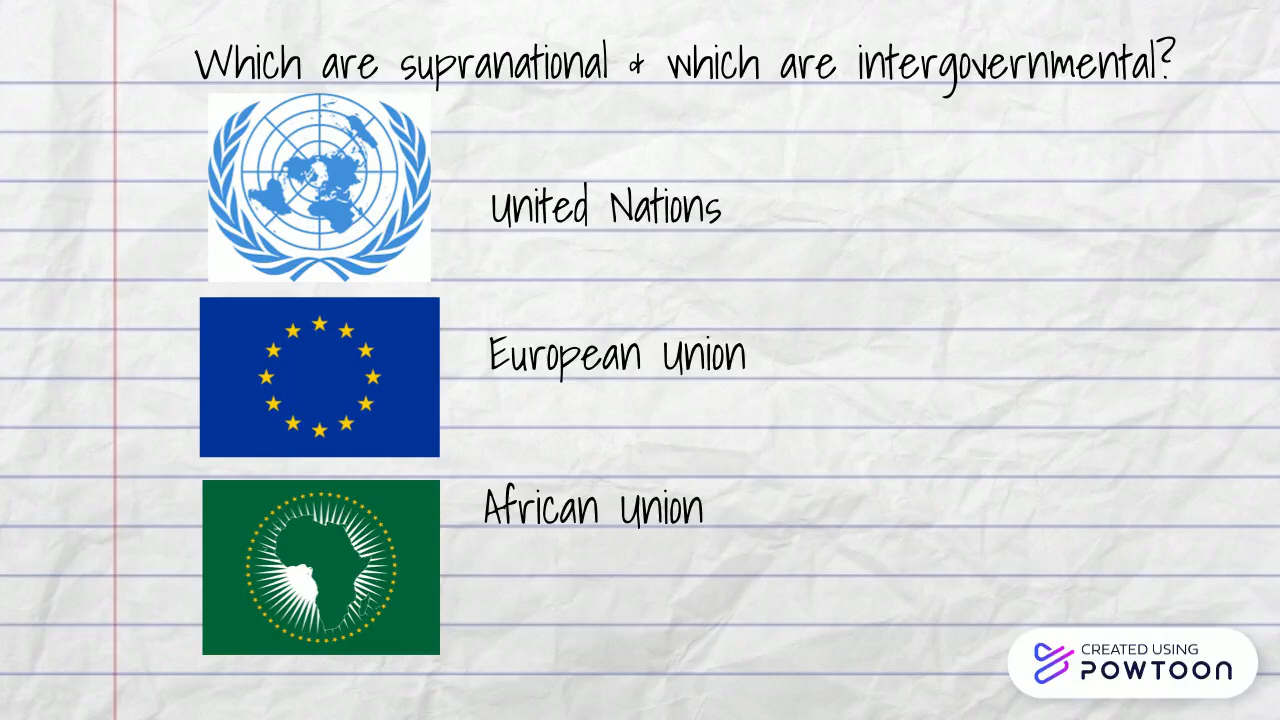 Which are supranational & which are intergovernmental?
United Nations
European Union
African Union
CREATED USING
POWTOON